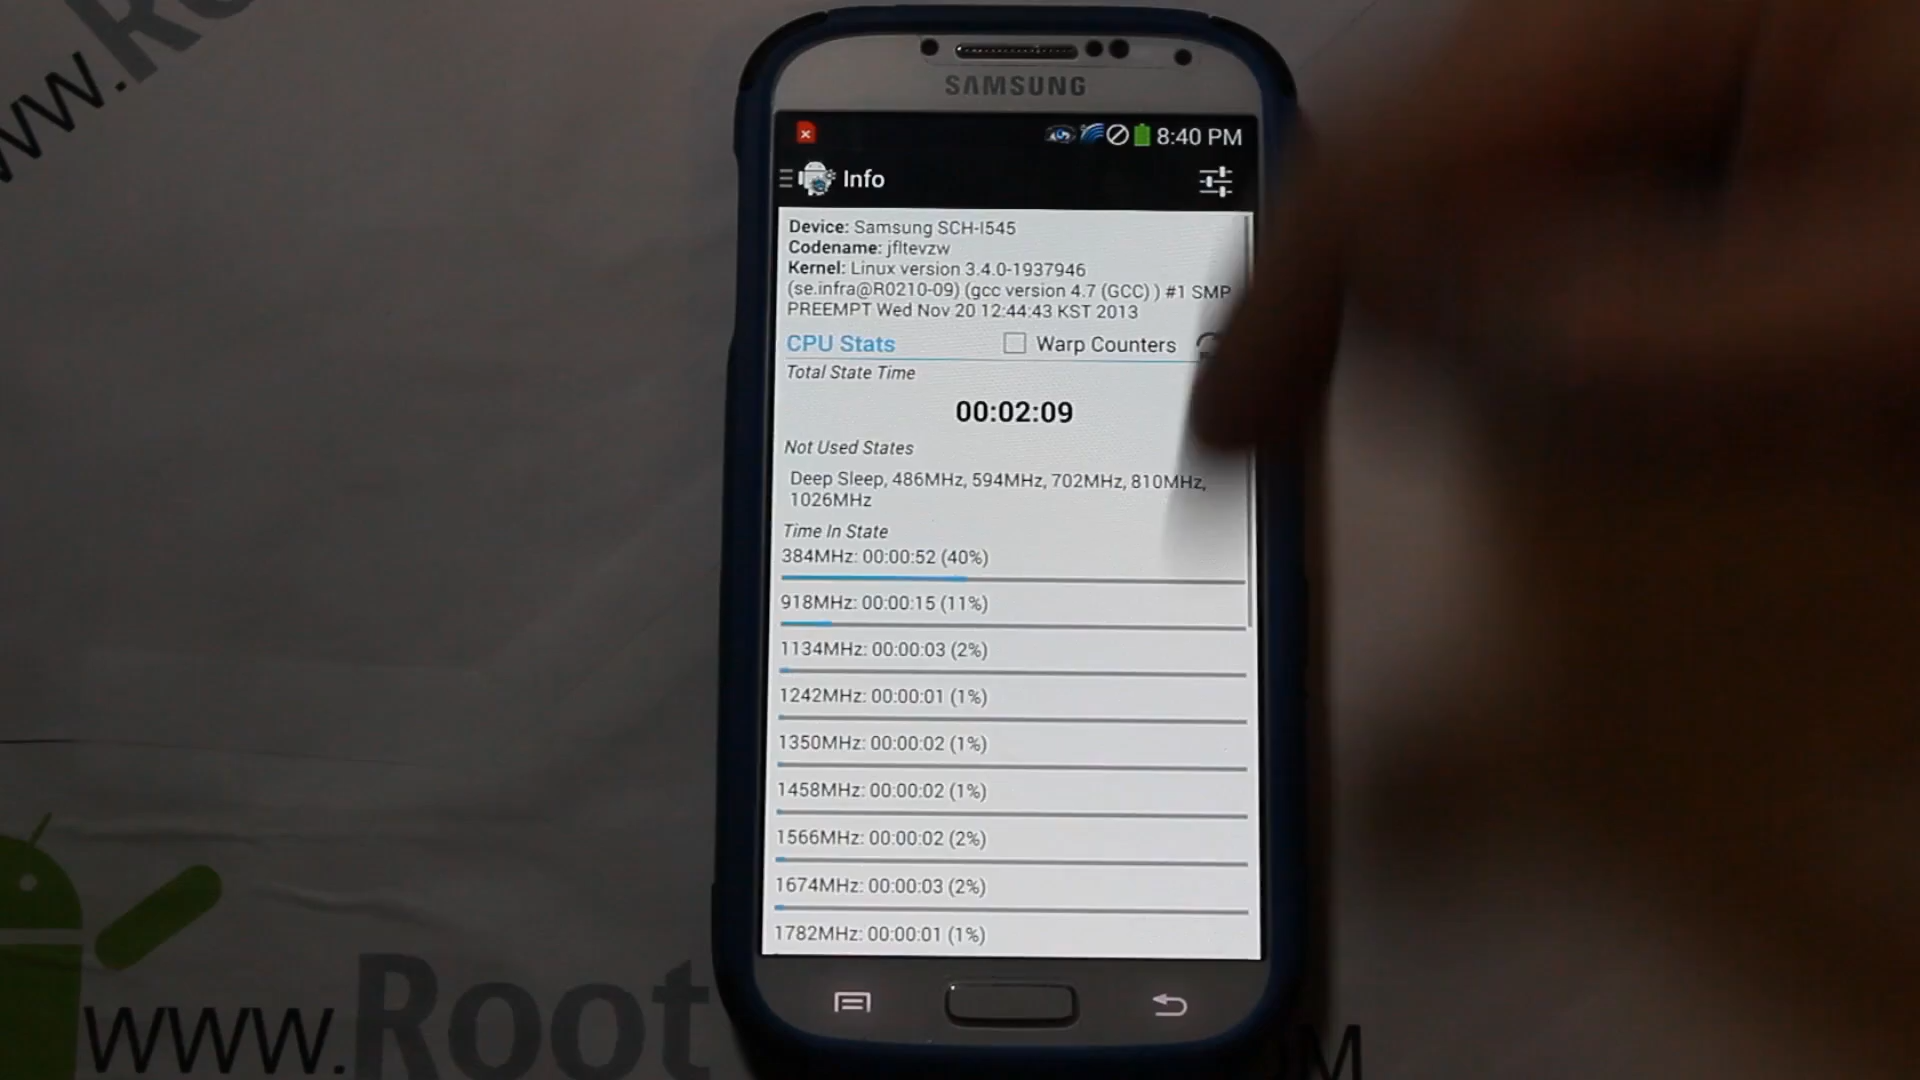 www.Ro
SAMSUNG
8:40 PM
Info
Device: Samsung SCH-I545
Codename: jfltevzw
Kernel: Linux version 3.4.0-1937946
(se.infra@R0210-09) (gcc version 4.7 (GCC) ) #1 SMP
PREEMPT Wed Nov 20 12:44:43 KST 2013
CPU Stats
Warp Counters
Total State Time
00:02:09
Not Used States
Deep Sleep, 486MHz, 594MHz, 702MHz, 810MHz,
1026MHz
Time In State
384MHz: 00:00:52 (40%)
918MHz: 00:00:15 (11%)
1134MHz: 00:00:03 (2%)
1242MHz: 00:00:01 (1%)
1350MHz: 00:00:02 (1%)
1458MHz: 00:00:02 (1%)
1566MHz: 00:00:02 (2%)
1674MHz: 00:00:03 (2%)
1782MHz: 00:00:01 (1%)
www.Root